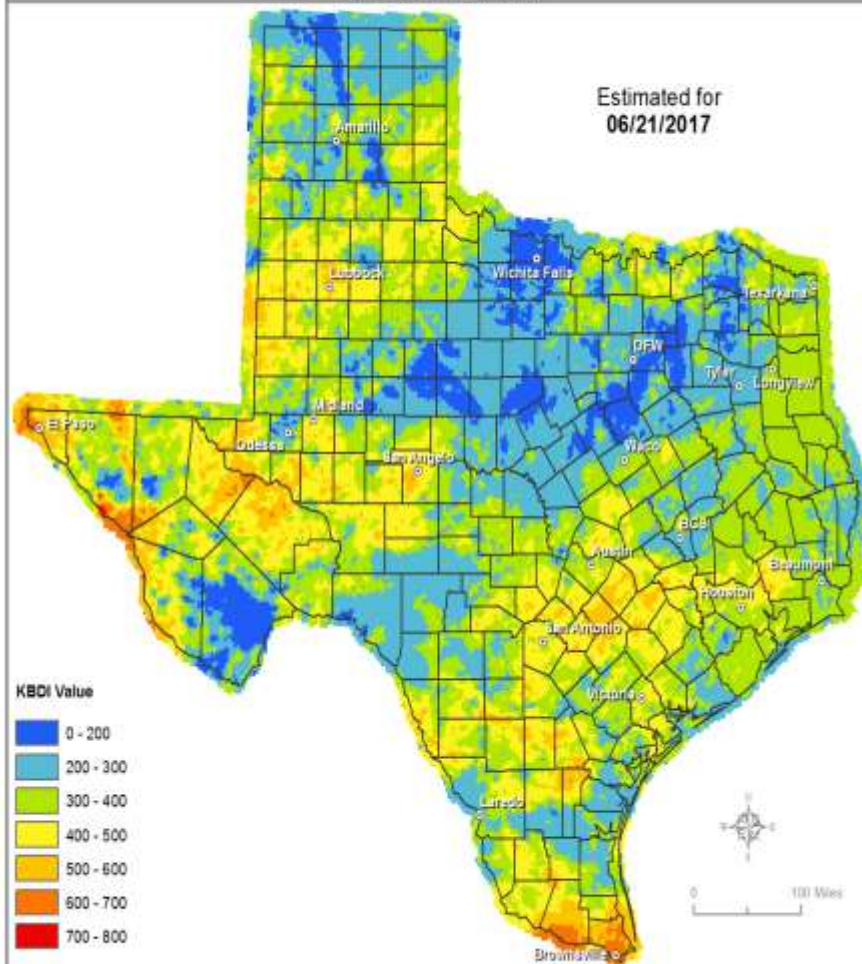 Estimated for
06/21/2017
Amarillo
Wichita Falls
Lubbock
Texarkana
DFW
Tyler
Longview
Midland
El Paso
Odessa
San Angelo
Waco
BCS
Austin
Beaumont
Houston
San Antonio
Victoria
KBDI Value
0 - 200
200 - 300
300 - 400
400 - 500
500 - 600
600 - 700
700 - 800
Laredo
N
0 100 Miles
Brownsville